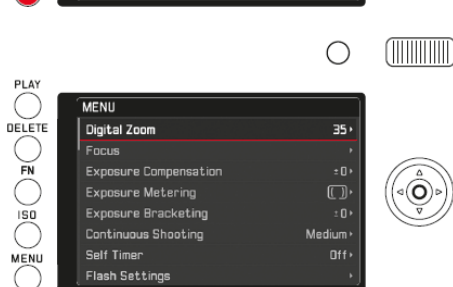 PLAY
DELETE
FN
ISO
MENU
MENU
Digital Zoom 35
Focus
Exposure Compensation ±0
Exposure Metering
Exposure Bracketing ±0
Continuous Shooting Medium
Self Timer Off
Flash Settings